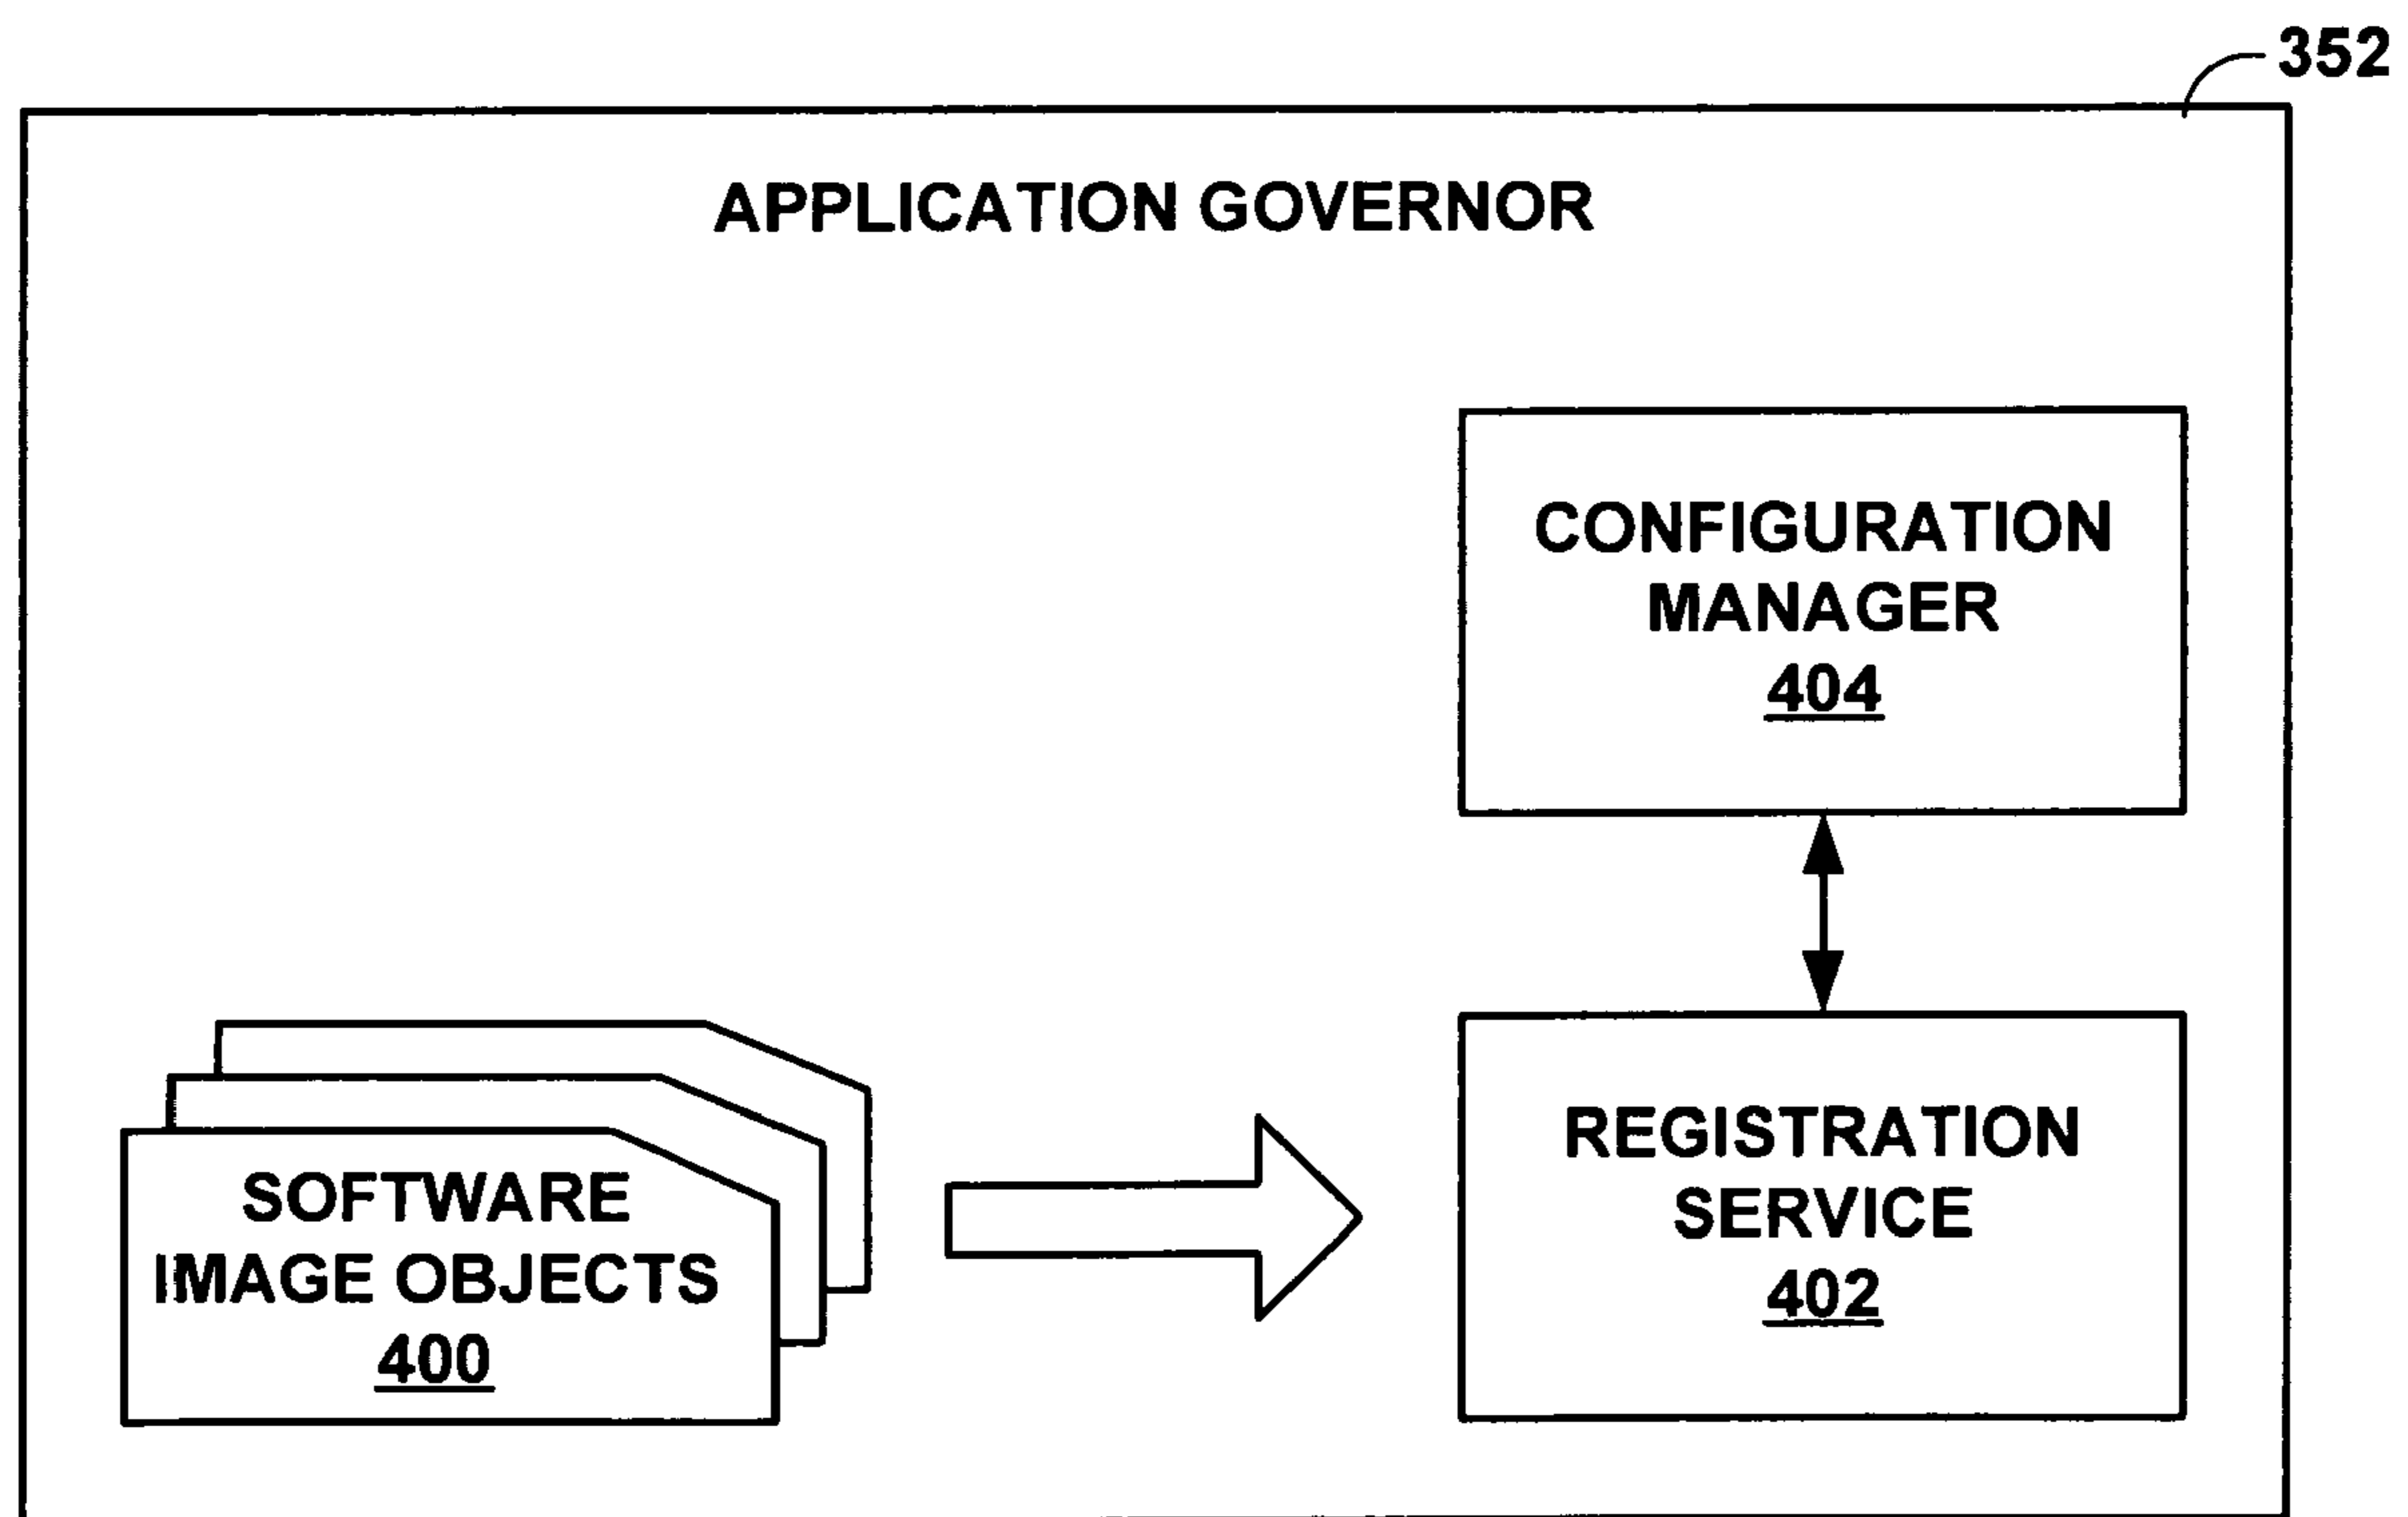 352
APPLICATION GOVERNOR
CONFIGURATION
MANAGER
404
REGISTRATION
SERVICE
402
SOFTWARE
IMAGE OBJECTS
400